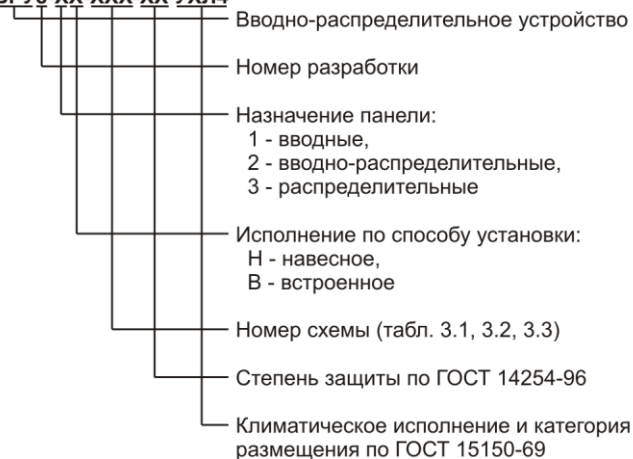 Вводно-распределительное устройство
Номер разработки
Назначение панели:
1 - вводные,
2 - вводно-распределительные,
3 - распределительные
Исполнение по способу установки:
Н - навесное,
В - встроенное
Номер схемы (табл. 3.1, 3.2, 3.3)
Степень защиты по ГОСТ 14254-96
Климатическое исполнение и категория
размещения по ГОСТ 15150-69